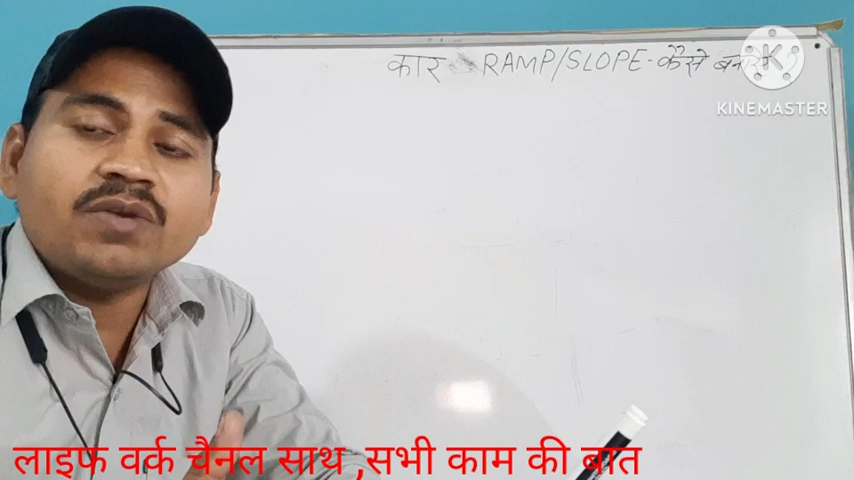 कार RAMP/SLOPE-कैसे
KINEMASTER
लाइफ वर्क चैनल साथ ,सभी काम की बात